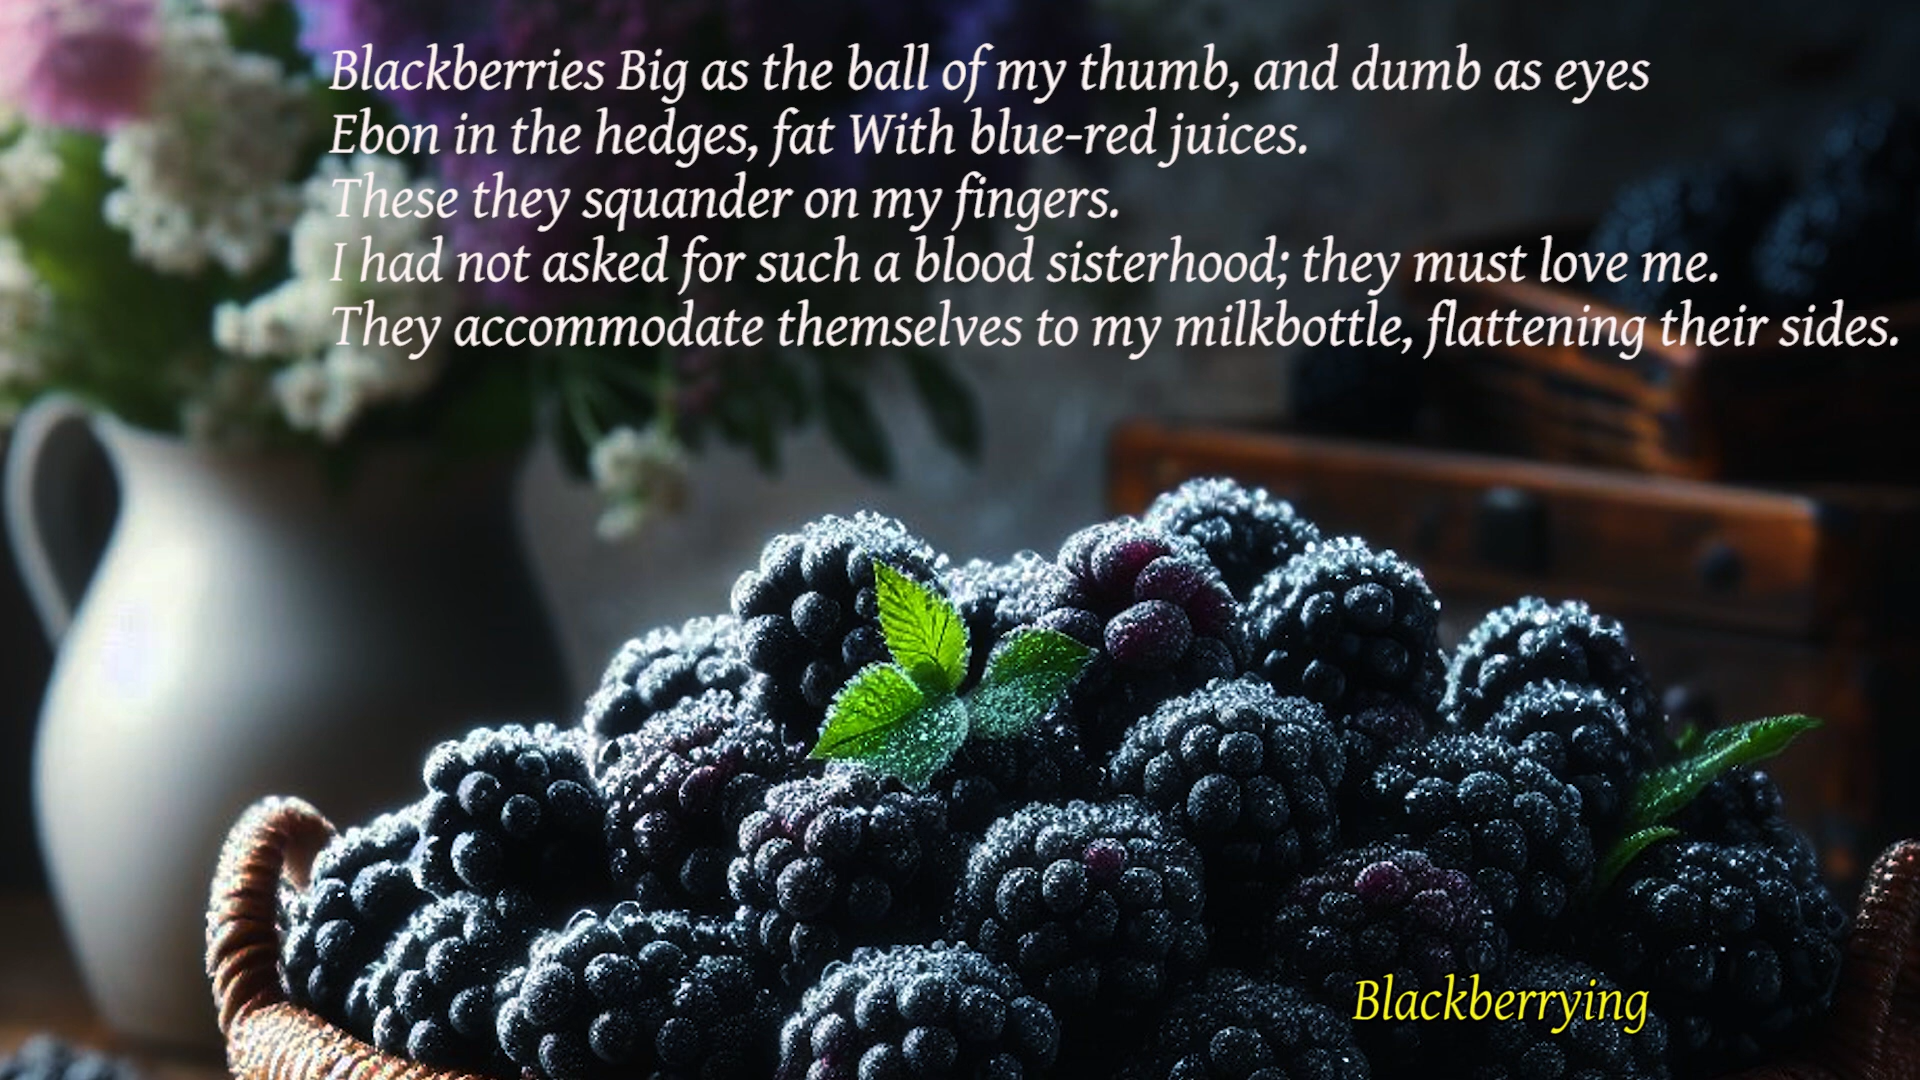 Blackberries Big as the ball of my thumb, and dumb as eyes
Ebon in the hedges, fat With blue-red juices.
These they squander on my fingers.
I had not asked for such a blood sisterhood; they must love me.
They accommodate themselves to my milkbottle, flattening their sides.
Blackberrying